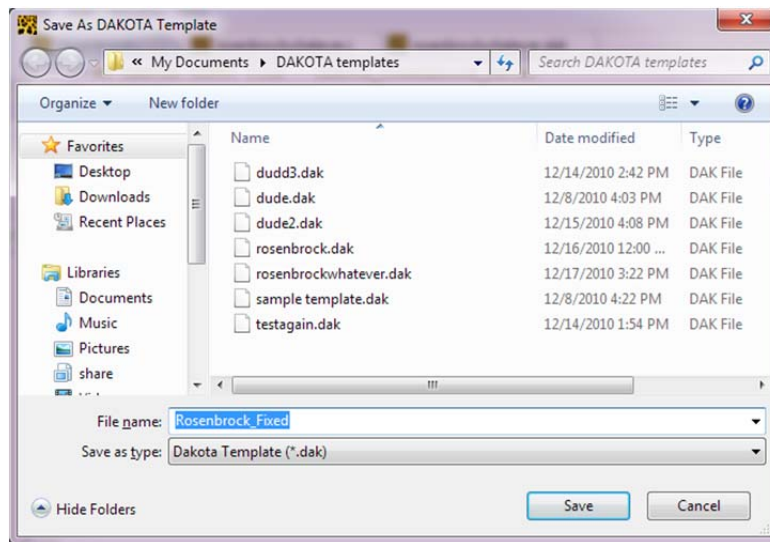 Save As DAKOTA Template
« My Documents DAKOTA templates Search DAKOTA templates
Organize New folder
Name Date modified Type
Favorites
Desktop
Downloads
Recent Places
Libraries
Documents
Music
Pictures
share
dudd3.dak 12/14/2010 2:42 PM DAK File
dude.dak 12/8/2010 4:03 PM DAK File
dude2.dak 12/15/2010 4:08 PM DAK File
rosenbrock.dak 12/16/2010 12:00 ... DAK File
rosenbrockwhatever.dak 12/17/2010 3:22 PM DAK File
sample template.dak 12/8/2010 4:22 PM DAK File
testagain.dak 12/14/2010 1:54 PM DAK File
File name: Rosenbrock_Fixed
Save as type: Dakota Template (*.dak)
Hide Folders Save Cancel